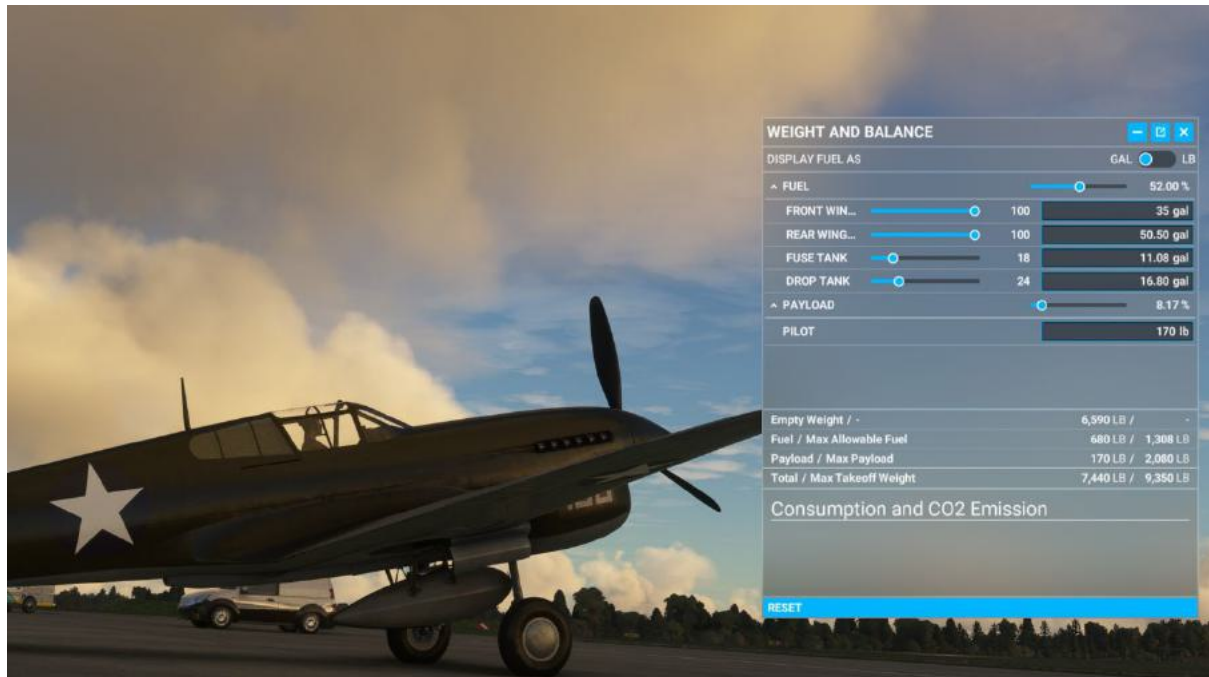 WEIGHT AND BALANCE
DISPLAY FUEL AS GAL LB
FUEL 52.00 %
FRONT WIN... 100 35 gal
REAR WING... 100 50.50 gal
FUSE TANK 18 11.08 gal
DROP TANK 24 16.80 gal
PAYLOAD 8.17 %
PILOT 170 lb
Empty Weight / - 6,590 LB / -
Fuel / Max Allowable Fuel 680 LB / 1,308 LB
Payload / Max Payload 170 LB / 2,080 LB
Total / Max Takeoff Weight 7,440 LB / 9,350 LB
Consumption and CO2 Emission
RESET